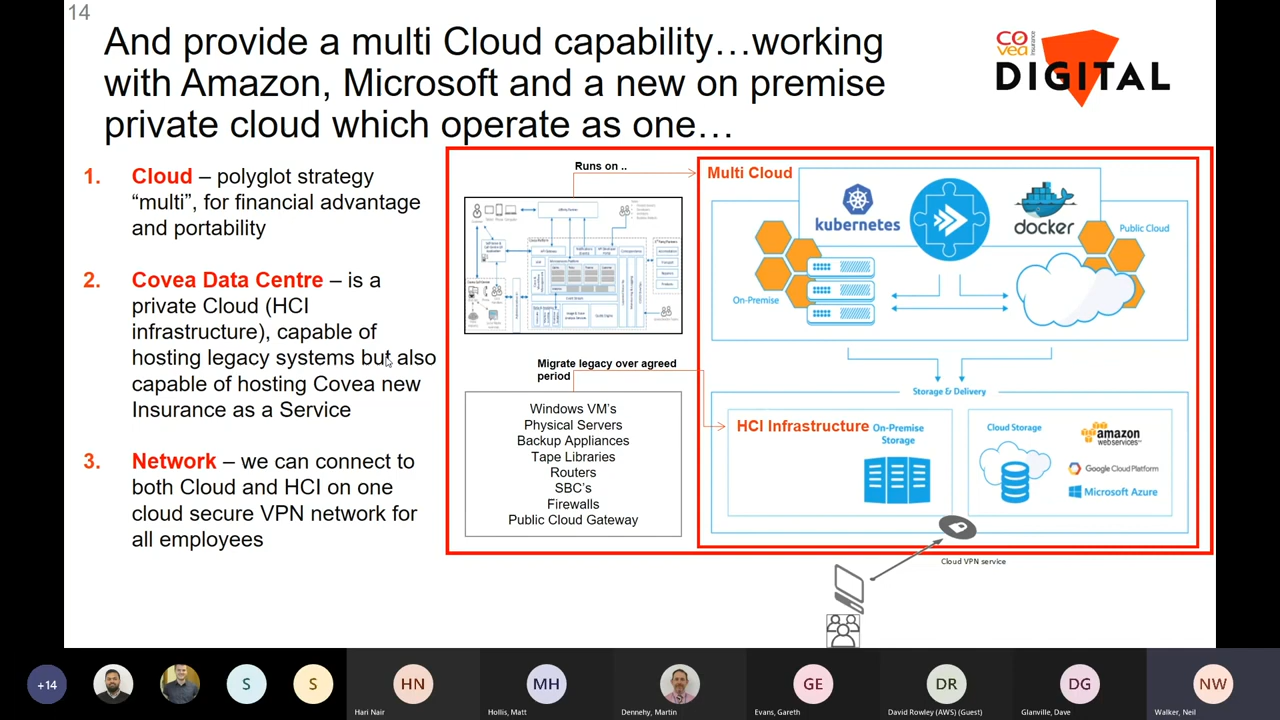 14
And provide a multi Cloud capability…working
with Amazon, Microsoft and a new on premise
private cloud which operate as one…
covea
insurance
DIGITAL
1. Cloud – polyglot strategy
“multi”, for financial advantage
and portability
2. Covea Data Centre – is a
private Cloud (HCI
infrastructure), capable of
hosting legacy systems but also
capable of hosting Covea new
Insurance as a Service
3. Network – we can connect to
both Cloud and HCI on one
cloud secure VPN network for
all employees
Runs on ..
Migrate legacy over agreed
period
Windows VM’s
Physical Servers
Backup Appliances
Tape Libraries
Routers
SBC’s
Firewalls
Public Cloud Gateway
Multi Cloud
kubernetes
docker
Public Cloud
On-Premise
Storage & Delivery
HCI Infrastructure
On-Premise
Storage
Cloud Storage
amazon
webservices™
Google Cloud Platform
Microsoft Azure
Cloud VPN service
+14
S
S
HN
Hari Nair
MH
Hollis, Matt
Dennehy, Martin
GE
Evans, Gareth
DR
David Rowley (AWS) (Guest)
DG
Glanville, Dave
NW
Walker, Neil